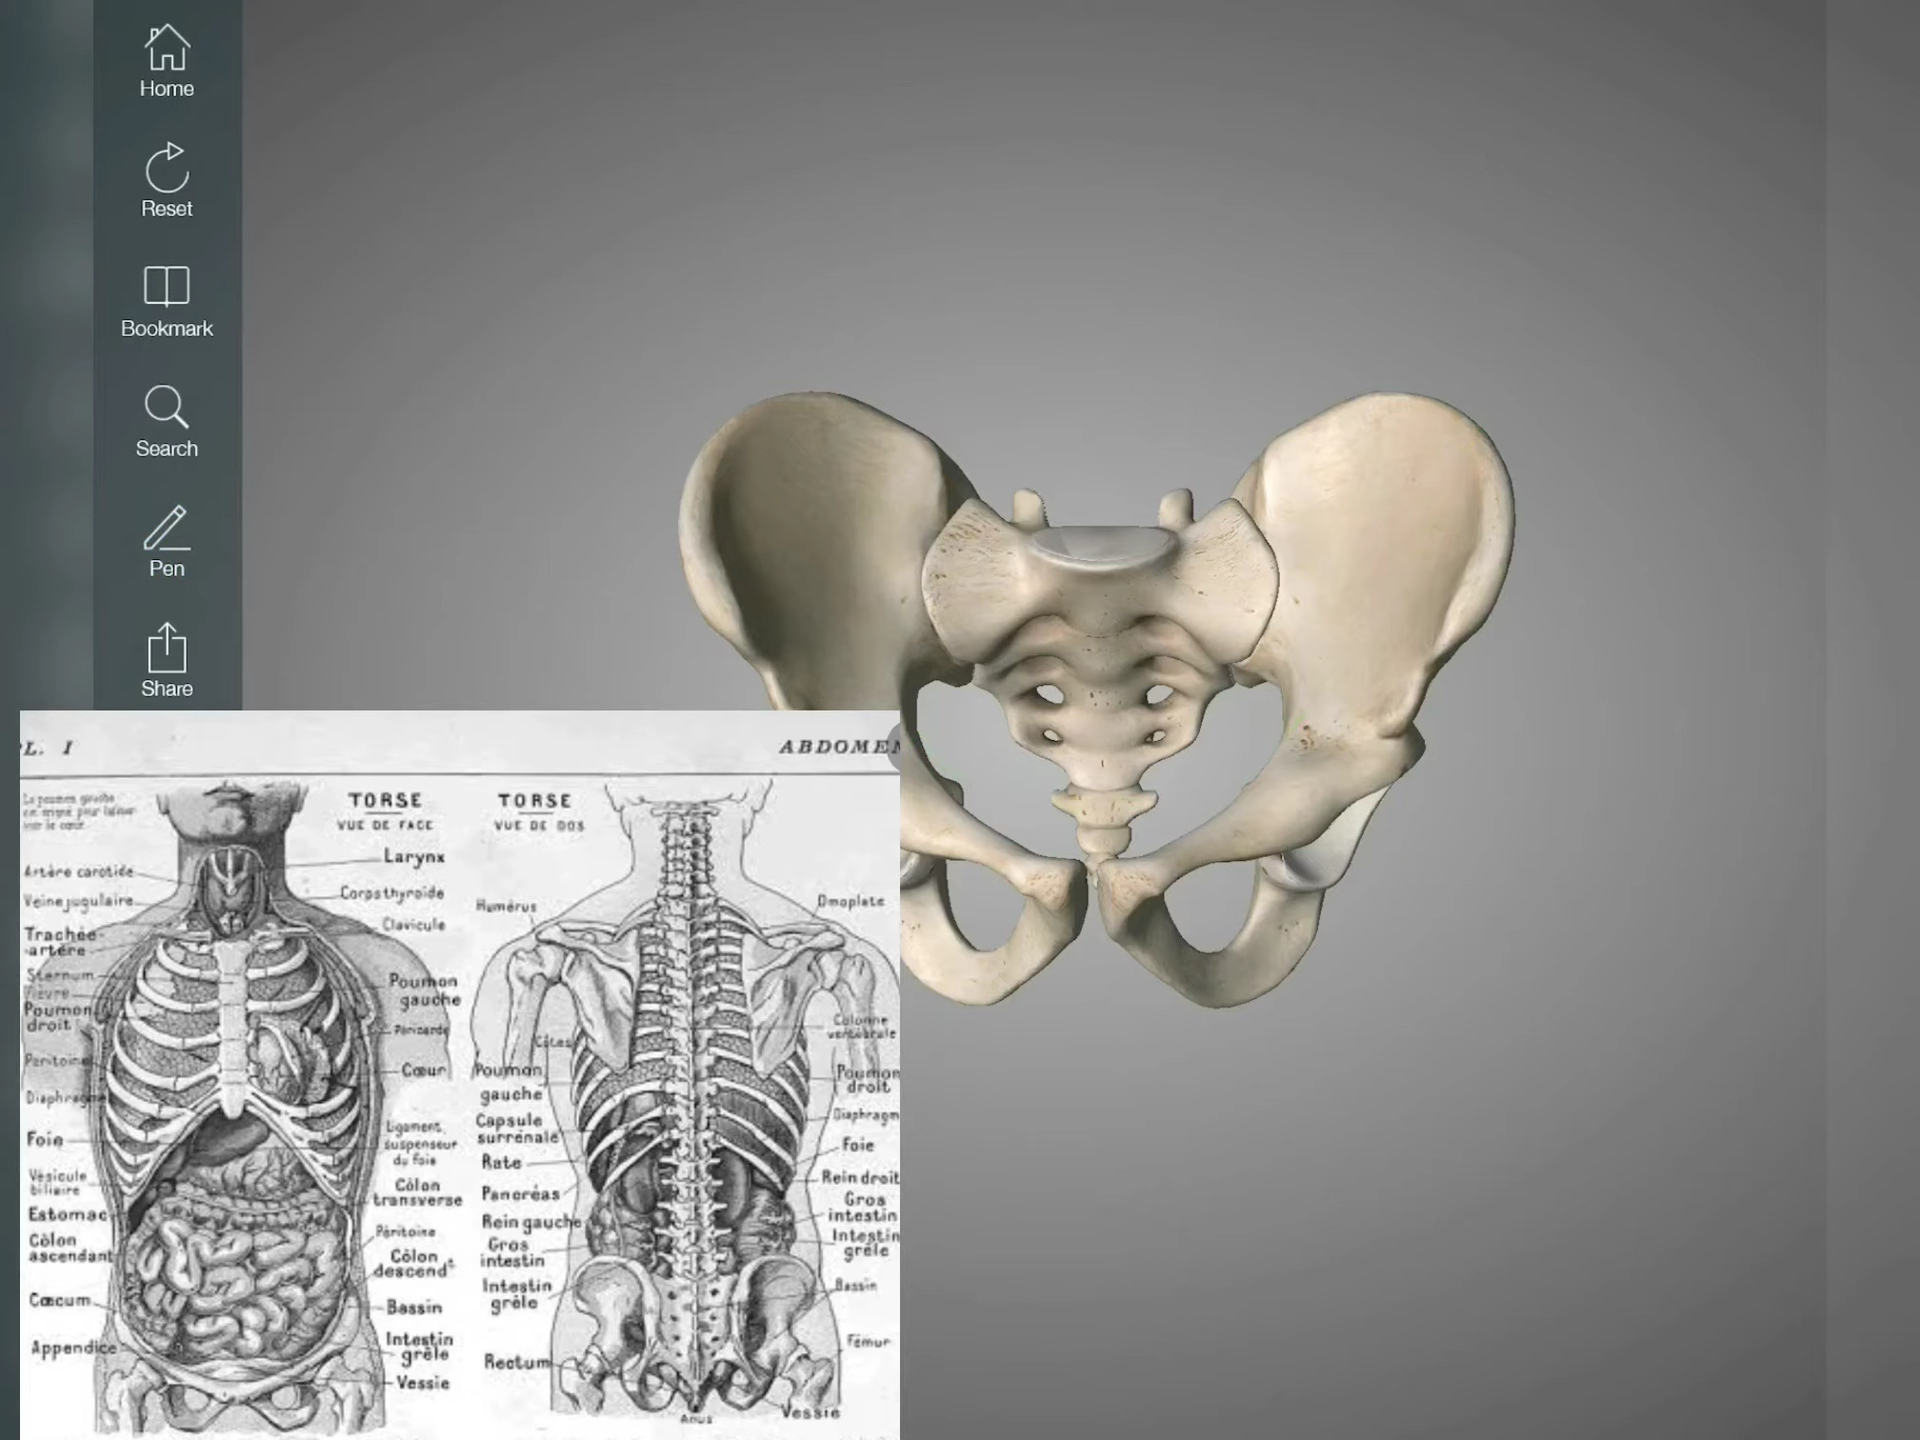 Home
Reset
Bookmark
Search
Pen
Share
L. I
ABDOMEN
TORSE
VUE DE FACE
Larynx
Artère carotide
Corps thyroïde
Veine jugulaire
Clavicule
Trachée-
artère
Sternum
Poumon
gauche
Poumon
droit
Péricarde
Péritoine
Cœur
Diaphragme
Foie
Ligament
suspenseur
du foie
Vésicule
biliaire
Côlon
transverse
Estomac
Péritoine
Côlon
ascendant
Côlon
descendt
Cœcum
Bassin
Appendice
Intestin
grêle
Vessie
TORSE
VUE DE DOS
Humérus
Omoplate
Côtes
Colonne
vertébrale
Poumon
gauche
Poumon
droit
Capsule
surrénale
Diaphragm
Rate
Foie
Pancréas
Rein droit
Rein gauche
Gros
intestin
Gros
intestin
Intestin
grêle
Intestin
grêle
Bassin
Fémur
Rectum
Anus
Vessie